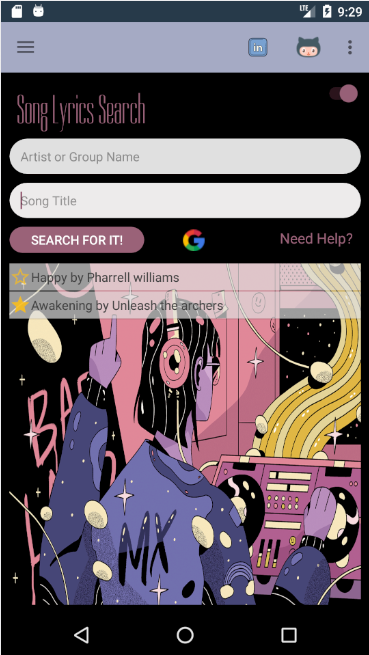 LTE 9:29
in
Song Lyrics Search
Artist or Group Name
Song Title
SEARCH FOR IT!
G
Need Help?
Happy by Pharrell williams
Awakening by Unleash the archers
MX